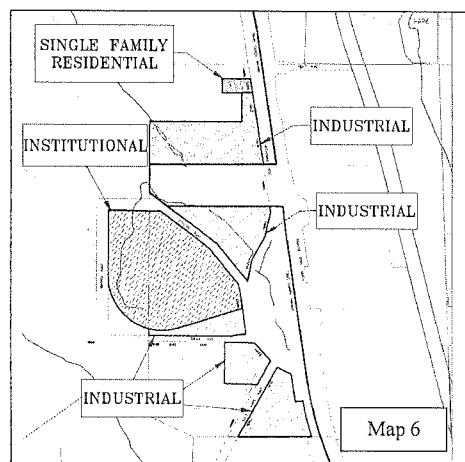 SINGLE FAMILY
RESIDENTIAL
INDUSTRIAL
INSTITUTIONAL
INDUSTRIAL
INDUSTRIAL
Map 6